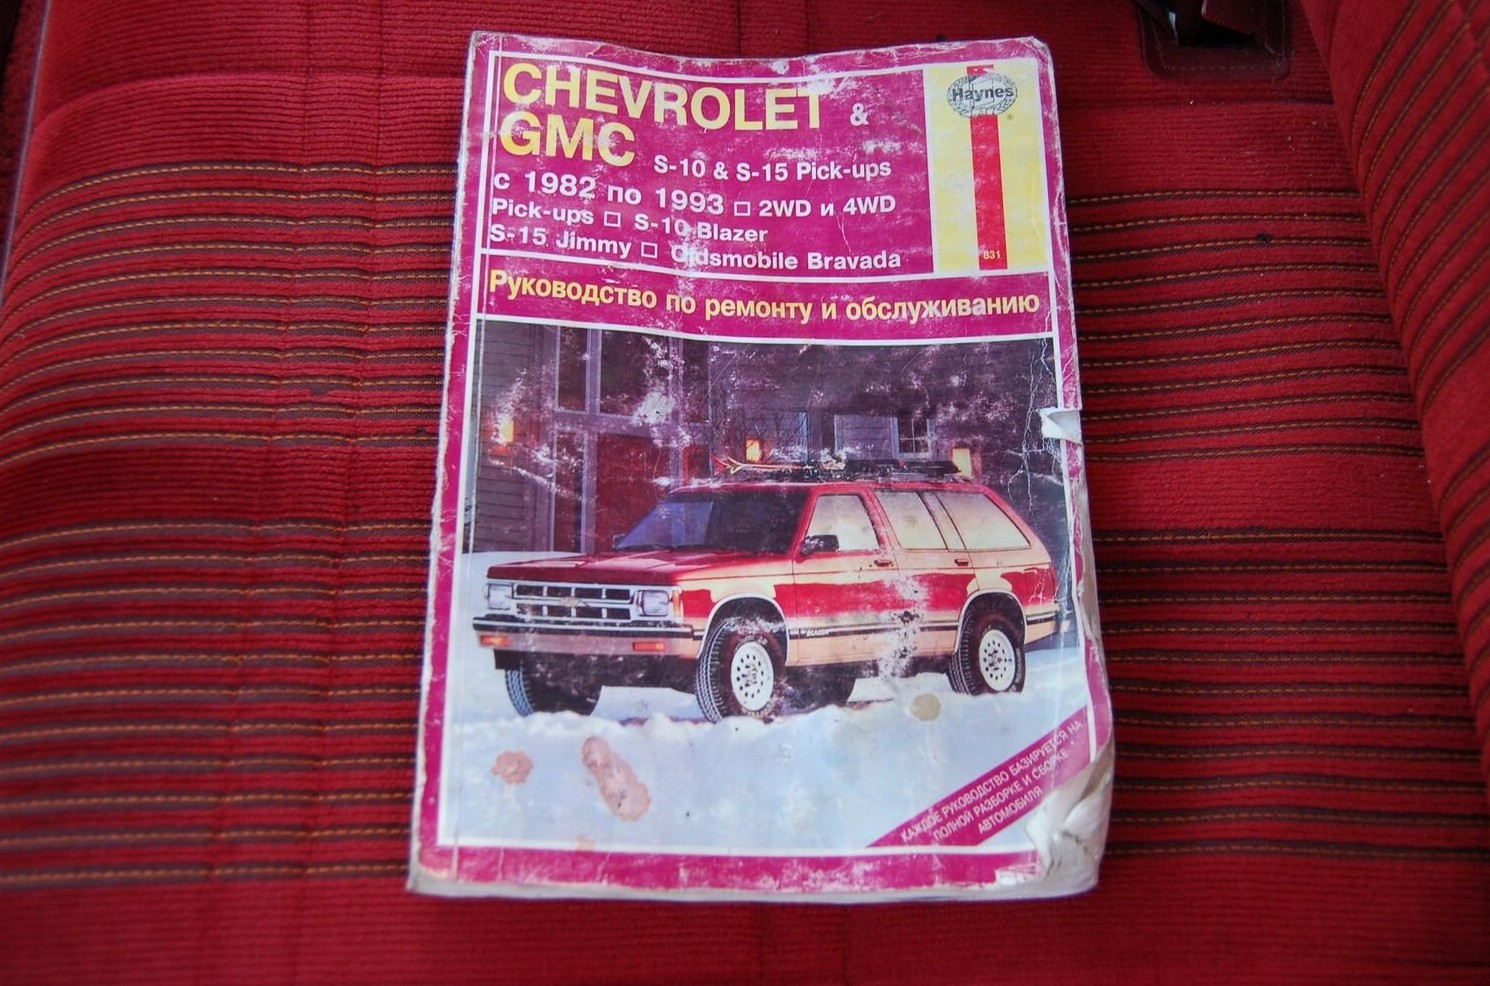 CHEVROLET &
GMC S-10 & S-15 Pick-ups
с 1982 по 1993 □ 2WD и 4WD
Pick-ups □ S-10 Blazer
S-15 Jimmy □ Oldsmobile Bravada
Haynes
®
831
Руководство по ремонту и обслуживанию
КАЖДОЕ РУКОВОДСТВО БАЗИРУЕТСЯ НА
ПОЛНОЙ РАЗБОРКЕ И СБОРКЕ
АВТОМОБИЛЯ